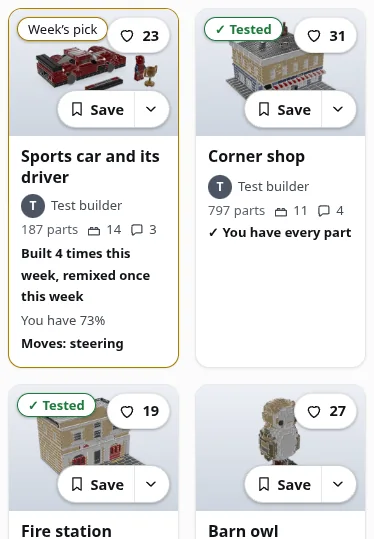 Week's pick
23
Save
Sports car and its
driver
T Test builder
187 parts 14 3
Built 4 times this
week, remixed once
this week
You have 73%
Moves: steering
✓ Tested
31
Save
Corner shop
T Test builder
797 parts 11 4
✓ You have every part
✓ Tested
19
Save
Fire station
27
Save
Barn owl